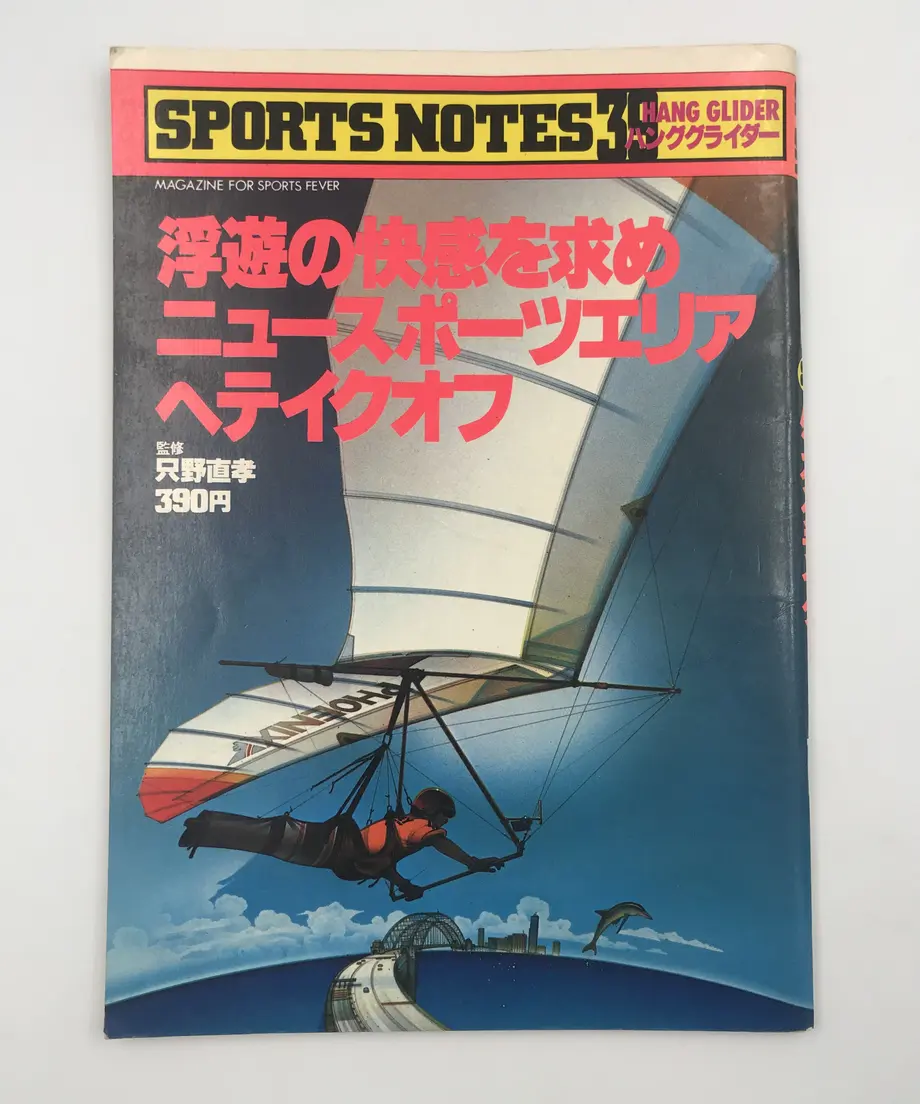 SPORTS NOTES 30
HANG GLIDER
ハンググライダー
MAGAZINE FOR SPORTS FEVER
浮遊の快感を求め
ニュースポーツエリア
へテイクオフ
監修
只野直孝
390円
PHOENIX